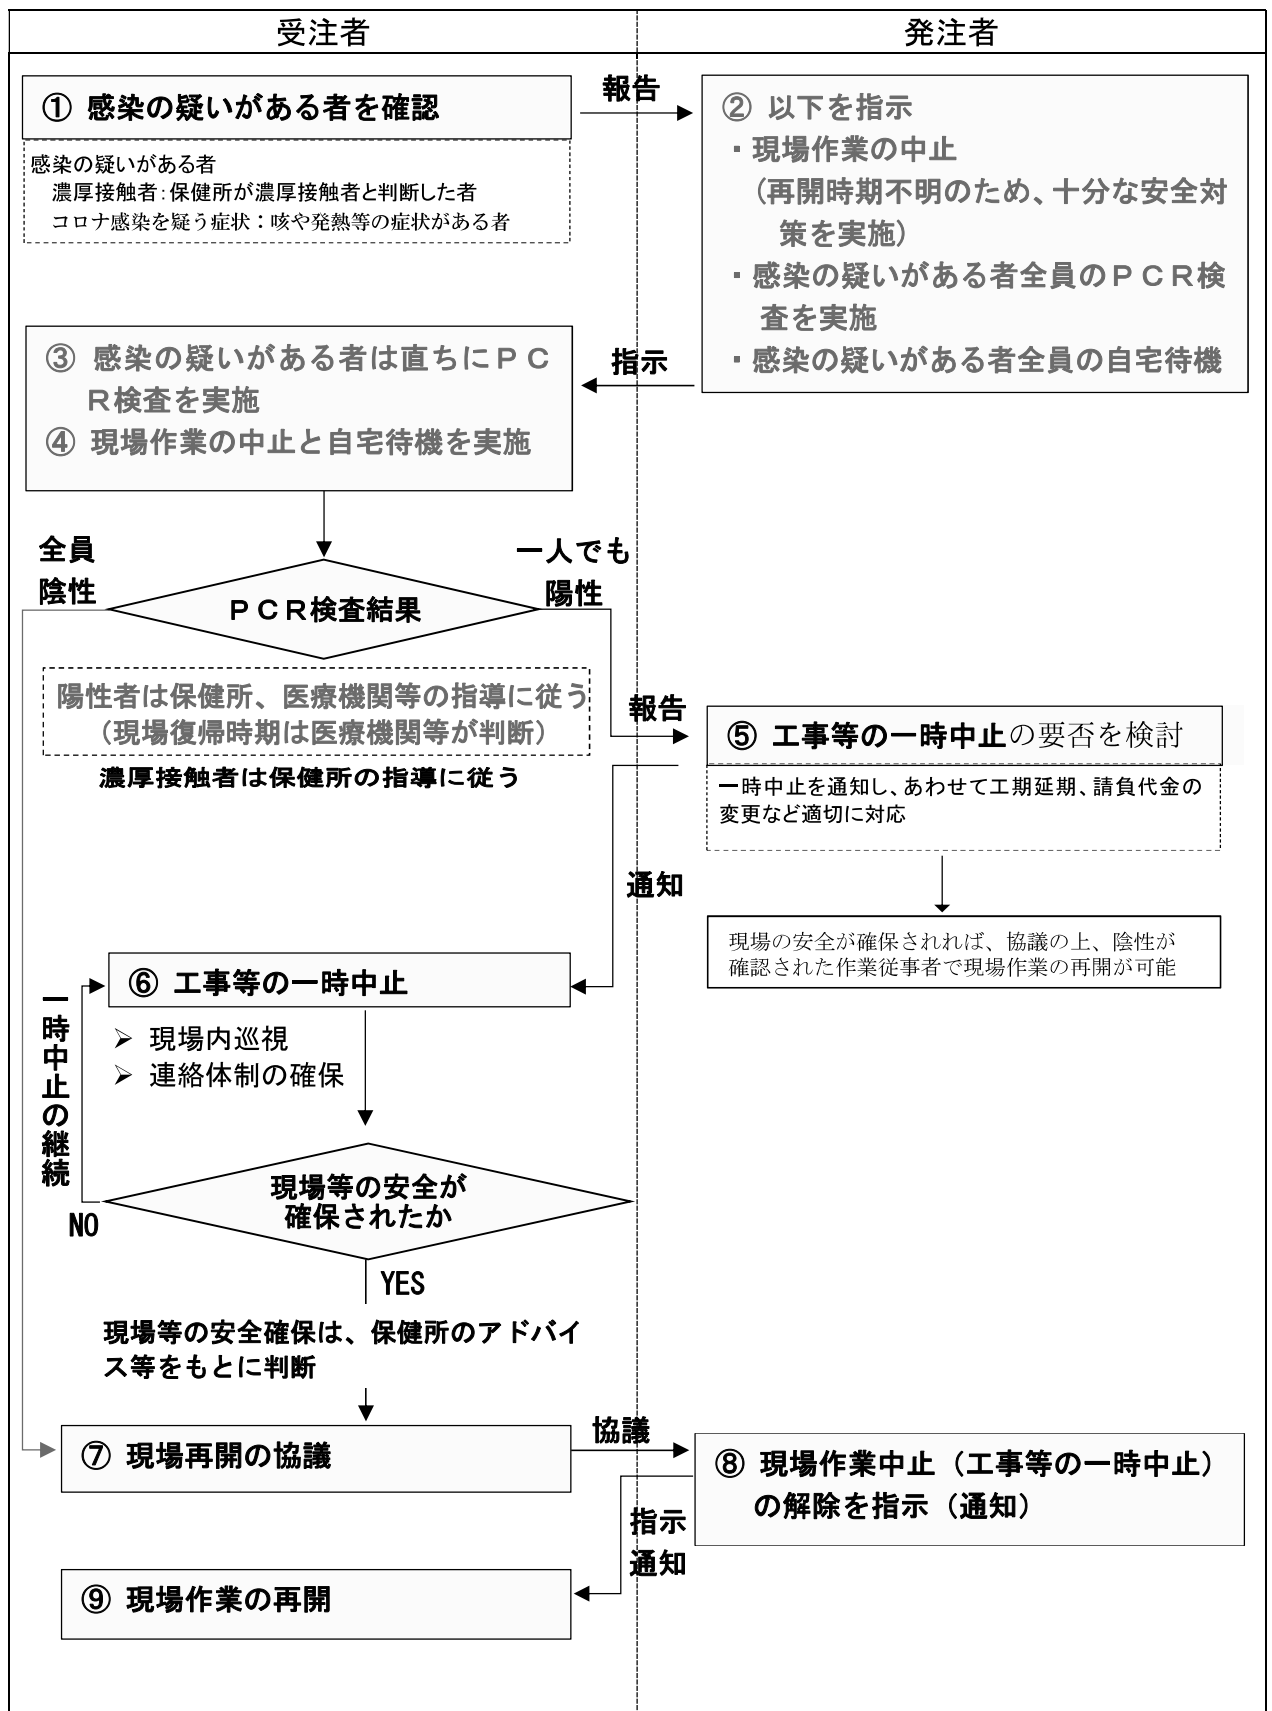 受注者
発注者
① 感染の疑いがある者を確認
感染の疑いがある者
濃厚接触者:保健所が濃厚接触者と判断した者
コロナ感染を疑う症状：咳や発熱等の症状がある者
報告
② 以下を指示
・現場作業の中止
(再開時期不明のため、十分な安全対
策を実施)
・感染の疑いがある者全員のＰＣＲ検
査を実施
・感染の疑いがある者全員の自宅待機
指示
③ 感染の疑いがある者は直ちにＰＣ
Ｒ検査を実施
④ 現場作業の中止と自宅待機を実施
全員
陰性
一人でも
陽性
ＰＣＲ検査結果
陽性者は保健所、医療機関等の指導に従う
（現場復帰時期は医療機関等が判断）
濃厚接触者は保健所の指導に従う
報告
⑤ 工事等の一時中止の要否を検討
一時中止を通知し、あわせて工期延期、請負代金の
変更など適切に対応
通知
現場の安全が確保されれば、協議の上、陰性が
確認された作業従事者で現場作業の再開が可能
⑥ 工事等の一時中止
➢ 現場内巡視
➢ 連絡体制の確保
一時中止の継続
現場等の安全が
確保されたか
NO
YES
現場等の安全確保は、保健所のアドバイ
ス等をもとに判断
⑦ 現場再開の協議
協議
⑧ 現場作業中止（工事等の一時中止）
の解除を指示（通知）
指示
通知
⑨ 現場作業の再開